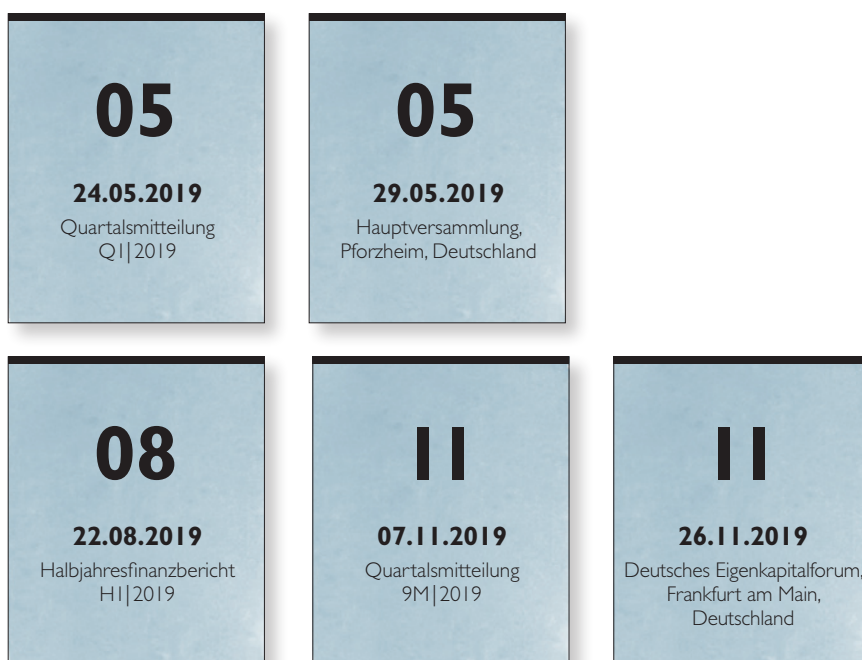 05
24.05.2019
Quartalsmitteilung
Q1|2019
05
29.05.2019
Hauptversammlung,
Pforzheim, Deutschland
08
22.08.2019
Halbjahresfinanzbericht
H1|2019
11
07.11.2019
Quartalsmitteilung
9M|2019
11
26.11.2019
Deutsches Eigenkapitalforum,
Frankfurt am Main,
Deutschland